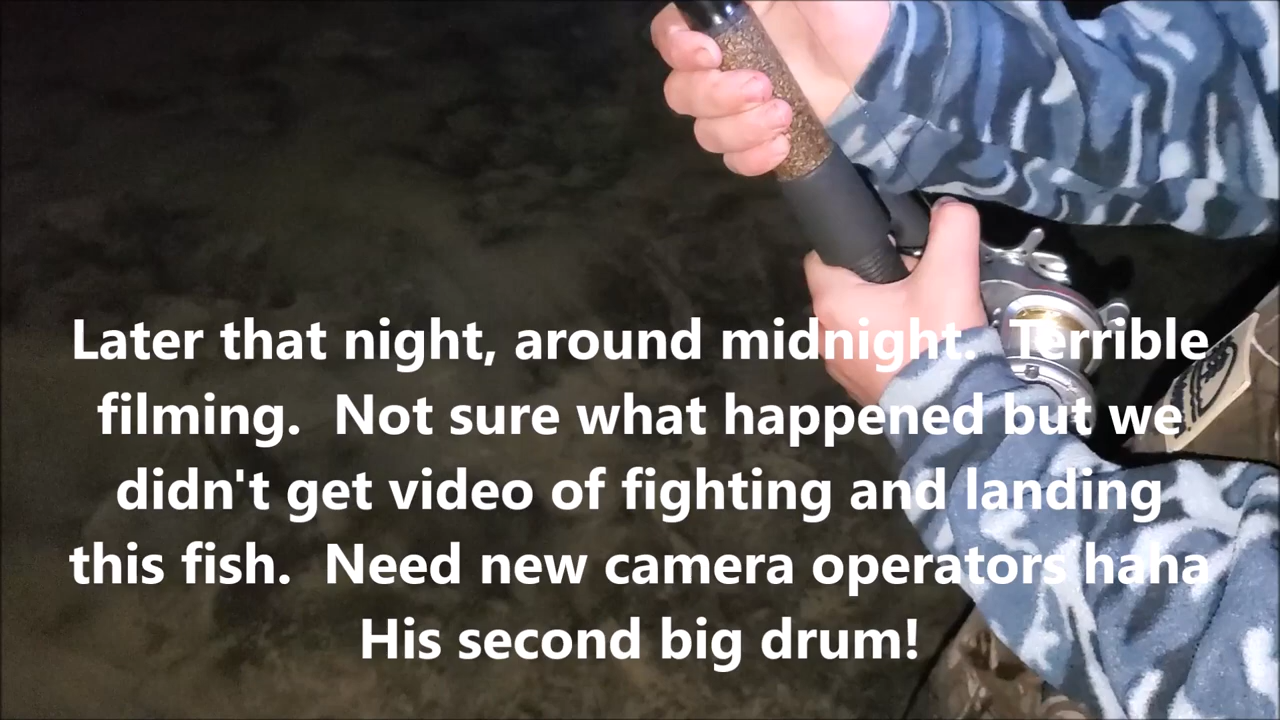 Later that night, around midnight.  Terrible
filming.  Not sure what happened but we
didn't get video of fighting and landing
this fish.  Need new camera operators haha
His second big drum!